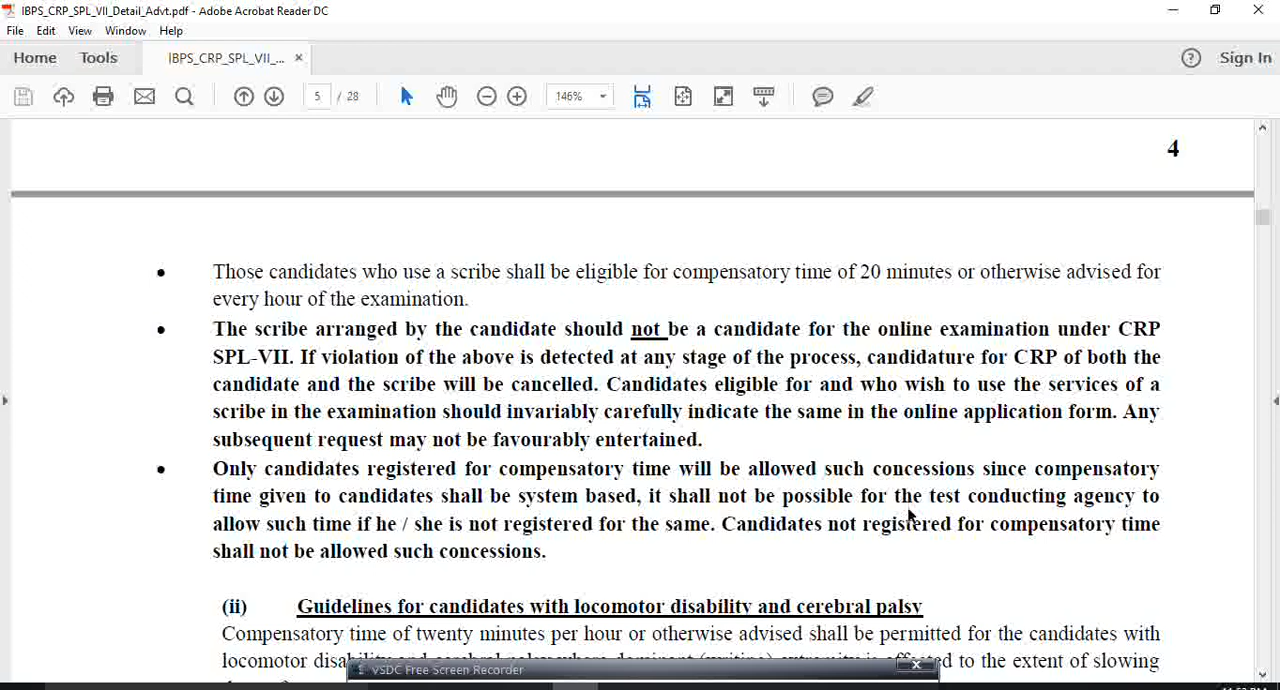 IBPS_CRP_SPL_VII_Detail_Advt.pdf - Adobe Acrobat Reader DC
File Edit View Window Help
Home Tools IBPS_CRP_SPL_VII_... × Sign In
5 / 28 146%
4
• Those candidates who use a scribe shall be eligible for compensatory time of 20 minutes or otherwise advised for
every hour of the examination.
• The scribe arranged by the candidate should not be a candidate for the online examination under CRP
SPL-VII. If violation of the above is detected at any stage of the process, candidature for CRP of both the
candidate and the scribe will be cancelled. Candidates eligible for and who wish to use the services of a
scribe in the examination should invariably carefully indicate the same in the online application form. Any
subsequent request may not be favourably entertained.
• Only candidates registered for compensatory time will be allowed such concessions since compensatory
time given to candidates shall be system based, it shall not be possible for the test conducting agency to
allow such time if he / she is not registered for the same. Candidates not registered for compensatory time
shall not be allowed such concessions.
(ii) Guidelines for candidates with locomotor disability and cerebral palsy
Compensatory time of twenty minutes per hour or otherwise advised shall be permitted for the candidates with
locomotor to the extent of slowing
VSDC Free Screen Recorder